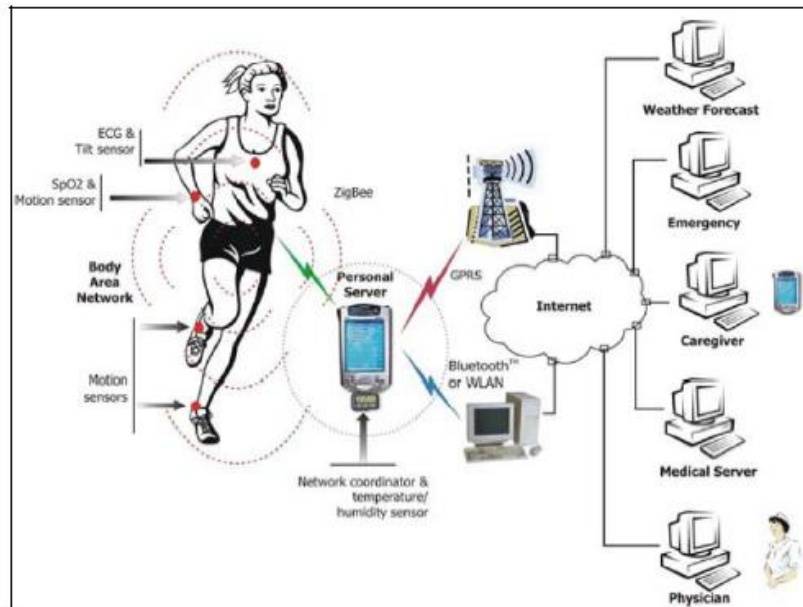 ECG &
Tilt sensor
SpO2 &
Motion sensor
Body
Area
Network
Motion
sensors
ZigBee
Personal
Server
Network coordinator &
temperature/
humidity sensor
GPRS
Bluetooth™
or WLAN
Internet
Weather Forecast
Emergency
Caregiver
Medical Server
Physician